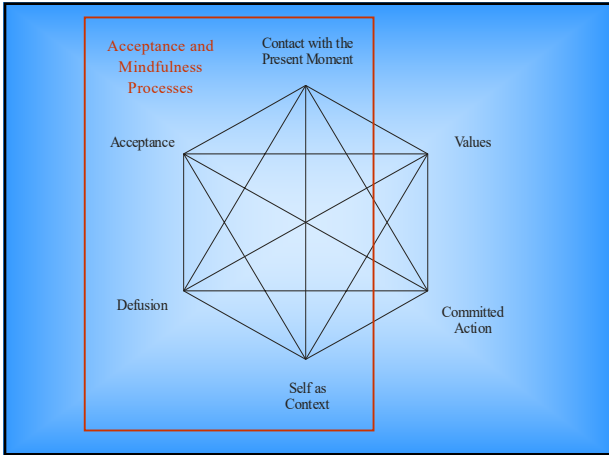 Acceptance and
Mindfulness
Processes
Contact with the
Present Moment
Acceptance
Values
Defusion
Committed
Action
Self as
Context